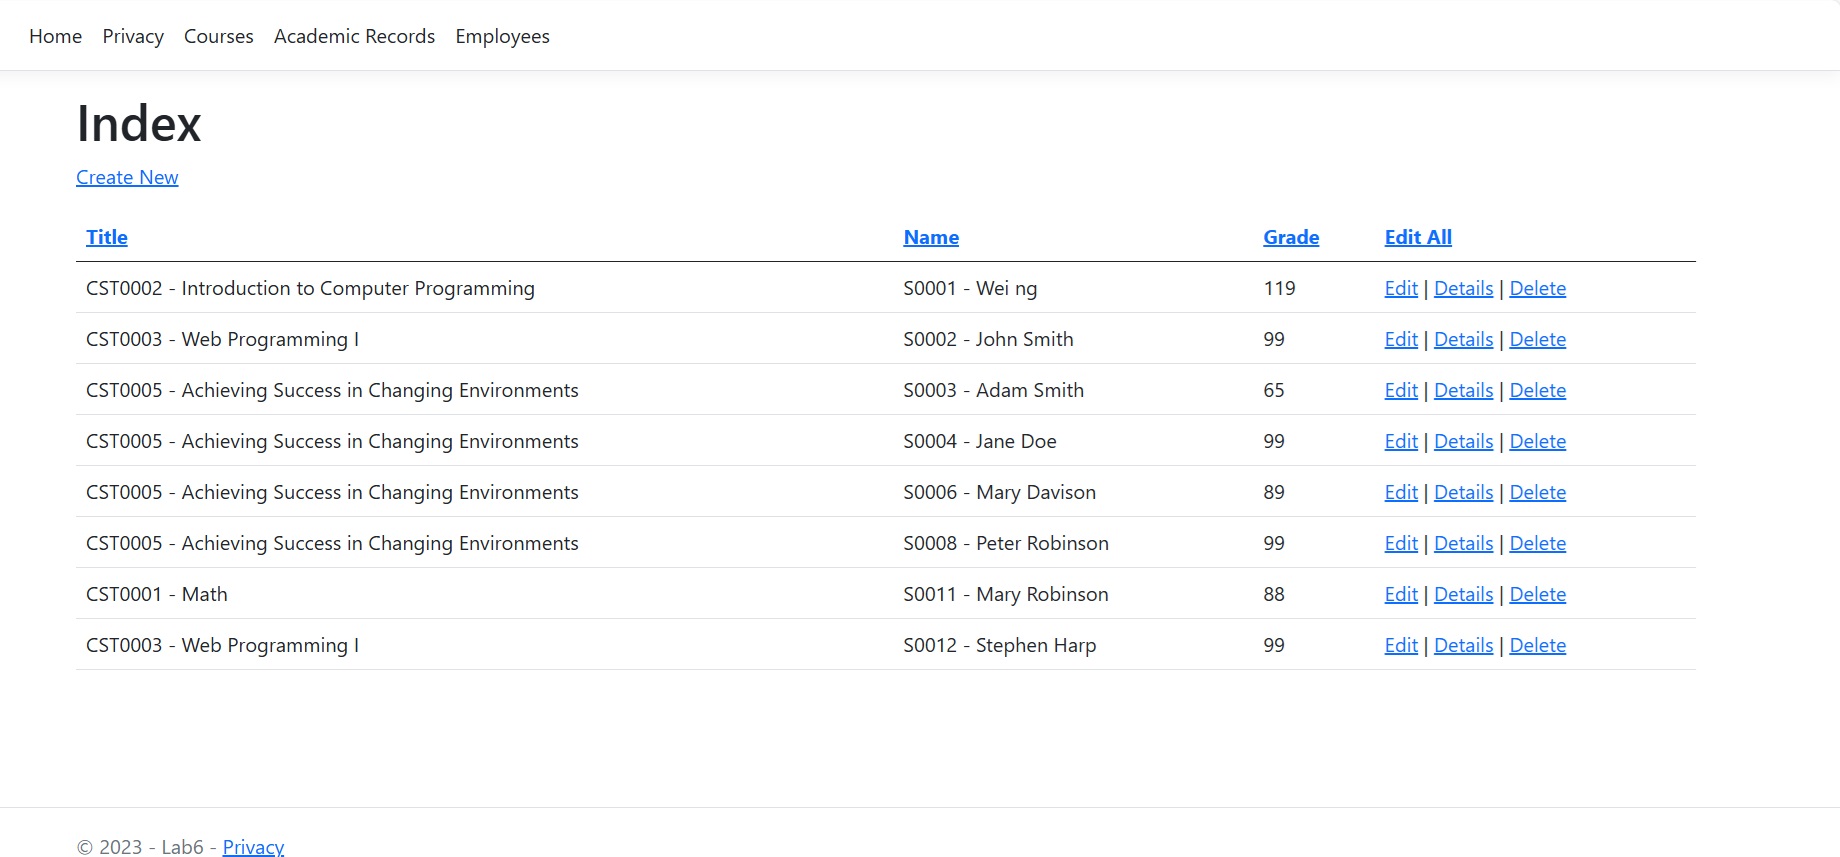 Home Privacy Courses Academic Records Employees
Index
Create New
Title Name Grade Edit All
CST0002 - Introduction to Computer Programming S0001 - Wei ng 119 Edit | Details | Delete
CST0003 - Web Programming I S0002 - John Smith 99 Edit | Details | Delete
CST0005 - Achieving Success in Changing Environments S0003 - Adam Smith 65 Edit | Details | Delete
CST0005 - Achieving Success in Changing Environments S0004 - Jane Doe 99 Edit | Details | Delete
CST0005 - Achieving Success in Changing Environments S0006 - Mary Davison 89 Edit | Details | Delete
CST0005 - Achieving Success in Changing Environments S0008 - Peter Robinson 99 Edit | Details | Delete
CST0001 - Math S0011 - Mary Robinson 88 Edit | Details | Delete
CST0003 - Web Programming I S0012 - Stephen Harp 99 Edit | Details | Delete
© 2023 - Lab6 - Privacy